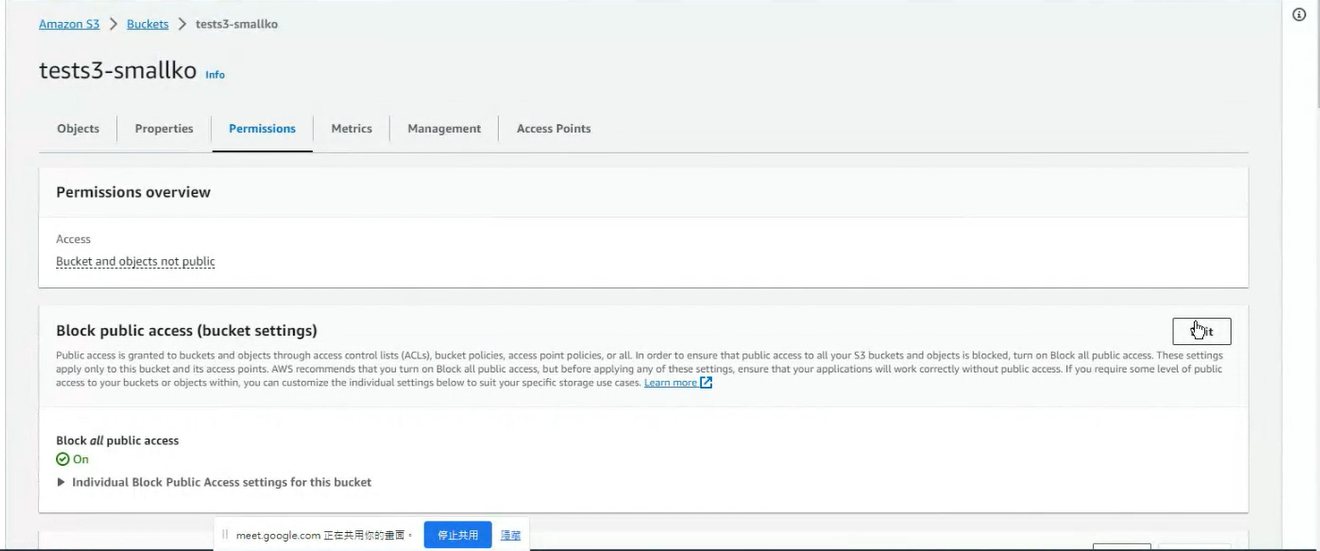 Amazon S3 > Buckets > tests3-smallko
tests3-smallko Info
Objects Properties Permissions Metrics Management Access Points
Permissions overview
Access
Bucket and objects not public
Block public access (bucket settings)
Public access is granted to buckets and objects through access control lists (ACLs), bucket policies, access point policies, or all. In order to ensure that public access to all your S3 buckets and objects is blocked, turn on Block all public access. These settings
apply only to this bucket and its access points. AWS recommends that you turn on Block all public access, but before applying any of these settings, ensure that your applications will work correctly without public access. If you require some level of public
access to your buckets or objects within, you can customize the individual settings below to suit your specific storage use cases. Learn more
Block all public access
On
Individual Block Public Access settings for this bucket
meet.google.com 正在共用你的畫面。 停止共用 隱藏